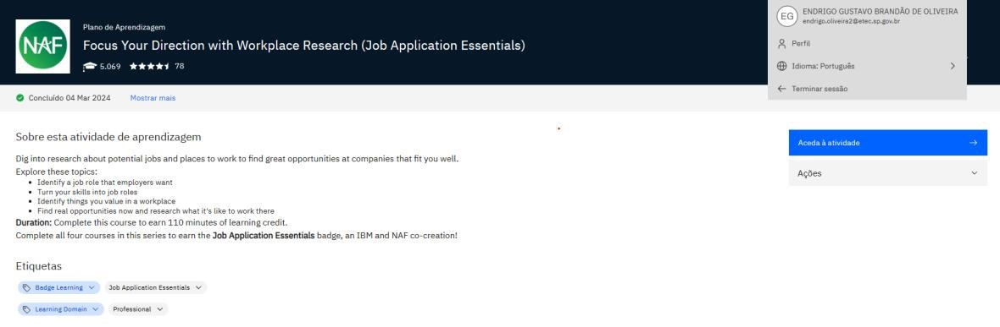 NAF
Plano de Aprendizagem
Focus Your Direction with Workplace Research (Job Application Essentials)
5.069 78
EG
ENDRIGO GUSTAVO BRANDÃO DE OLIVEIRA
endrigo.oliveira2@etec.sp.gov.br
Perfil
Idioma: Português
Terminar sessão
Concluído 04 Mar 2024 Mostrar mais
Sobre esta atividade de aprendizagem
Dig into research about potential jobs and places to work to find great opportunities at companies that fit you well.
Explore these topics:
Identify a job role that employers want
Turn your skills into job roles
Identify things you value in a workplace
Find real opportunities now and research what it's like to work there
Duration: Complete this course to earn 110 minutes of learning credit.
Complete all four courses in this series to earn the Job Application Essentials badge, an IBM and NAF co-creation!
Aceda à atividade
Ações
Etiquetas
Badge Learning Job Application Essentials
Learning Domain Professional